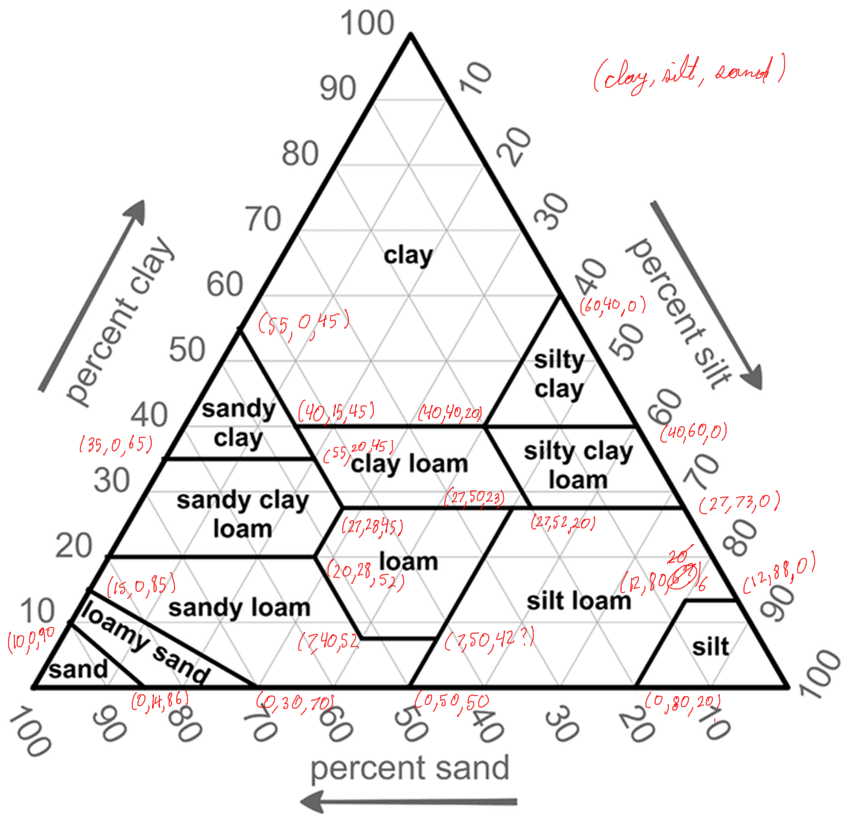 100
(clay, silt, sand)
90
10
80
20
70
30
clay
percent clay
percent silt
60
40
(60,40,0)
(55,0,45)
50
silty
clay
50
40
sandy
clay
(40,15,45)
(40,40,20)
60
(35,0,65)
(55,20,45)
clay loam
silty clay
loam
(40,60,0)
30
sandy clay
loam
(27,50,23)
70
(27,73,0)
(27,28,45)
(27,52,20)
20
loam
80
(20,28,52)
20
(12,80, 6
(12,88,0)
(15,0,85)
sandy loam
silt loam
90
10
loamy sand
(10,0,90
(7,40,52
(7,50,42?)
silt
sand
(0,14,86)
(0,30,70)
(0,50,50)
(0,80,20)
100
100
90
80
70
60
50
40
30
20
10
percent sand